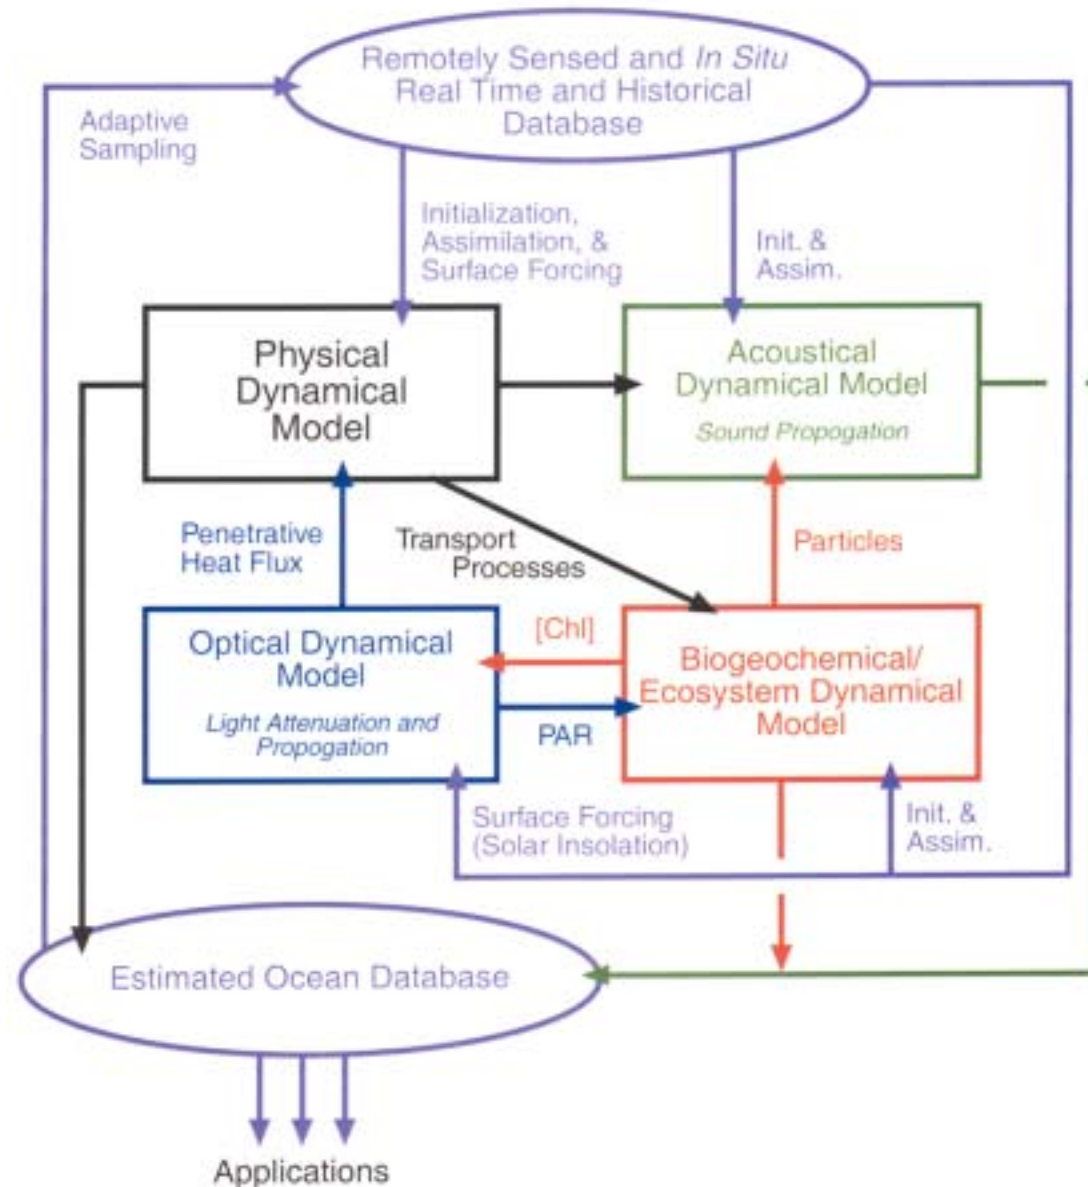 Remotely Sensed and In Situ
Real Time and Historical
Database
Adaptive
Sampling
Initialization,
Assimilation, &
Surface Forcing
Init. &
Assim.
Physical
Dynamical
Model
Acoustical
Dynamical Model
Sound Propogation
Penetrative
Heat Flux
Transport
Processes
Particles
Optical Dynamical
Model
Light Attenuation and
Propogation
[Chl]
PAR
Biogeochemical/
Ecosystem Dynamical
Model
Surface Forcing
(Solar Insolation)
Init. &
Assim.
Estimated Ocean Database
Applications